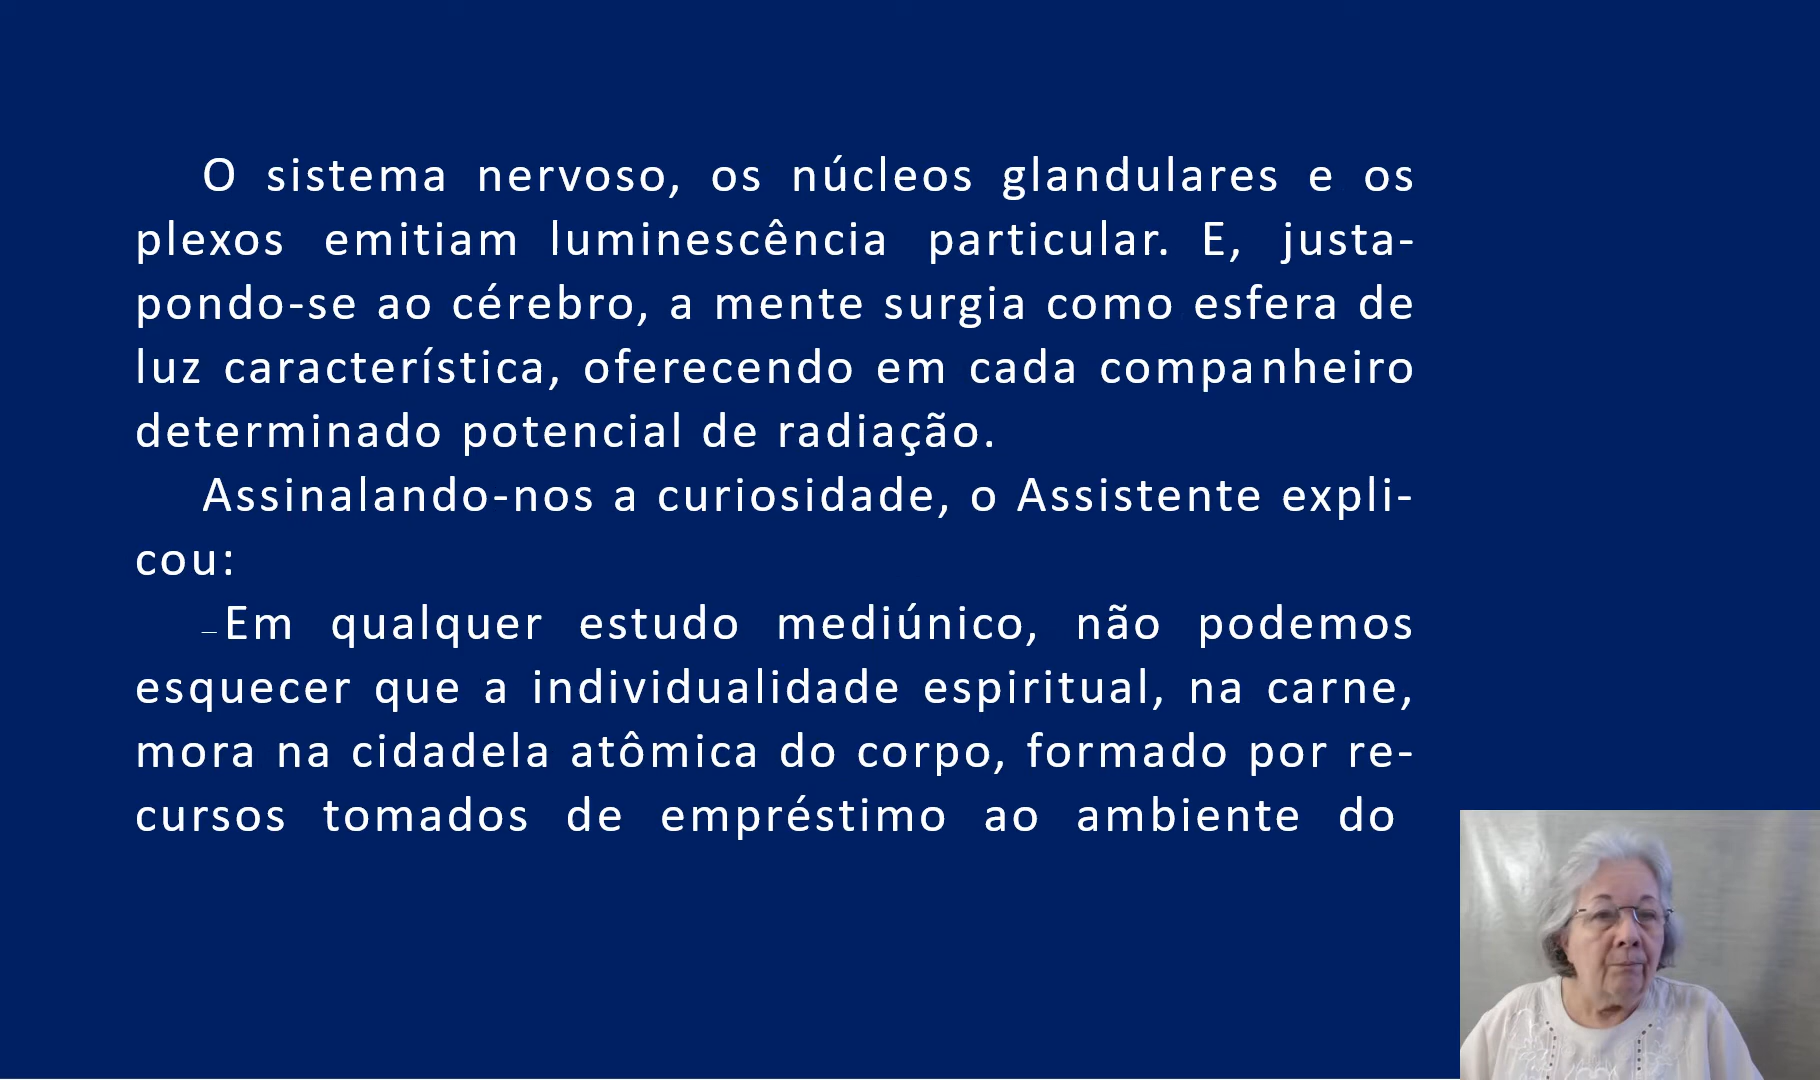 O sistema nervoso, os núcleos glandulares e os
plexos emitiam luminescência particular. E, justa-
pondo-se ao cérebro, a mente surgia como esfera de
luz característica, oferecendo em cada companheiro
determinado potencial de radiação.
Assinalando-nos a curiosidade, o Assistente expli-
cou:
–Em qualquer estudo mediúnico, não podemos
esquecer que a individualidade espiritual, na carne,
mora na cidadela atômica do corpo, formado por re-
cursos tomados de empréstimo ao ambiente do